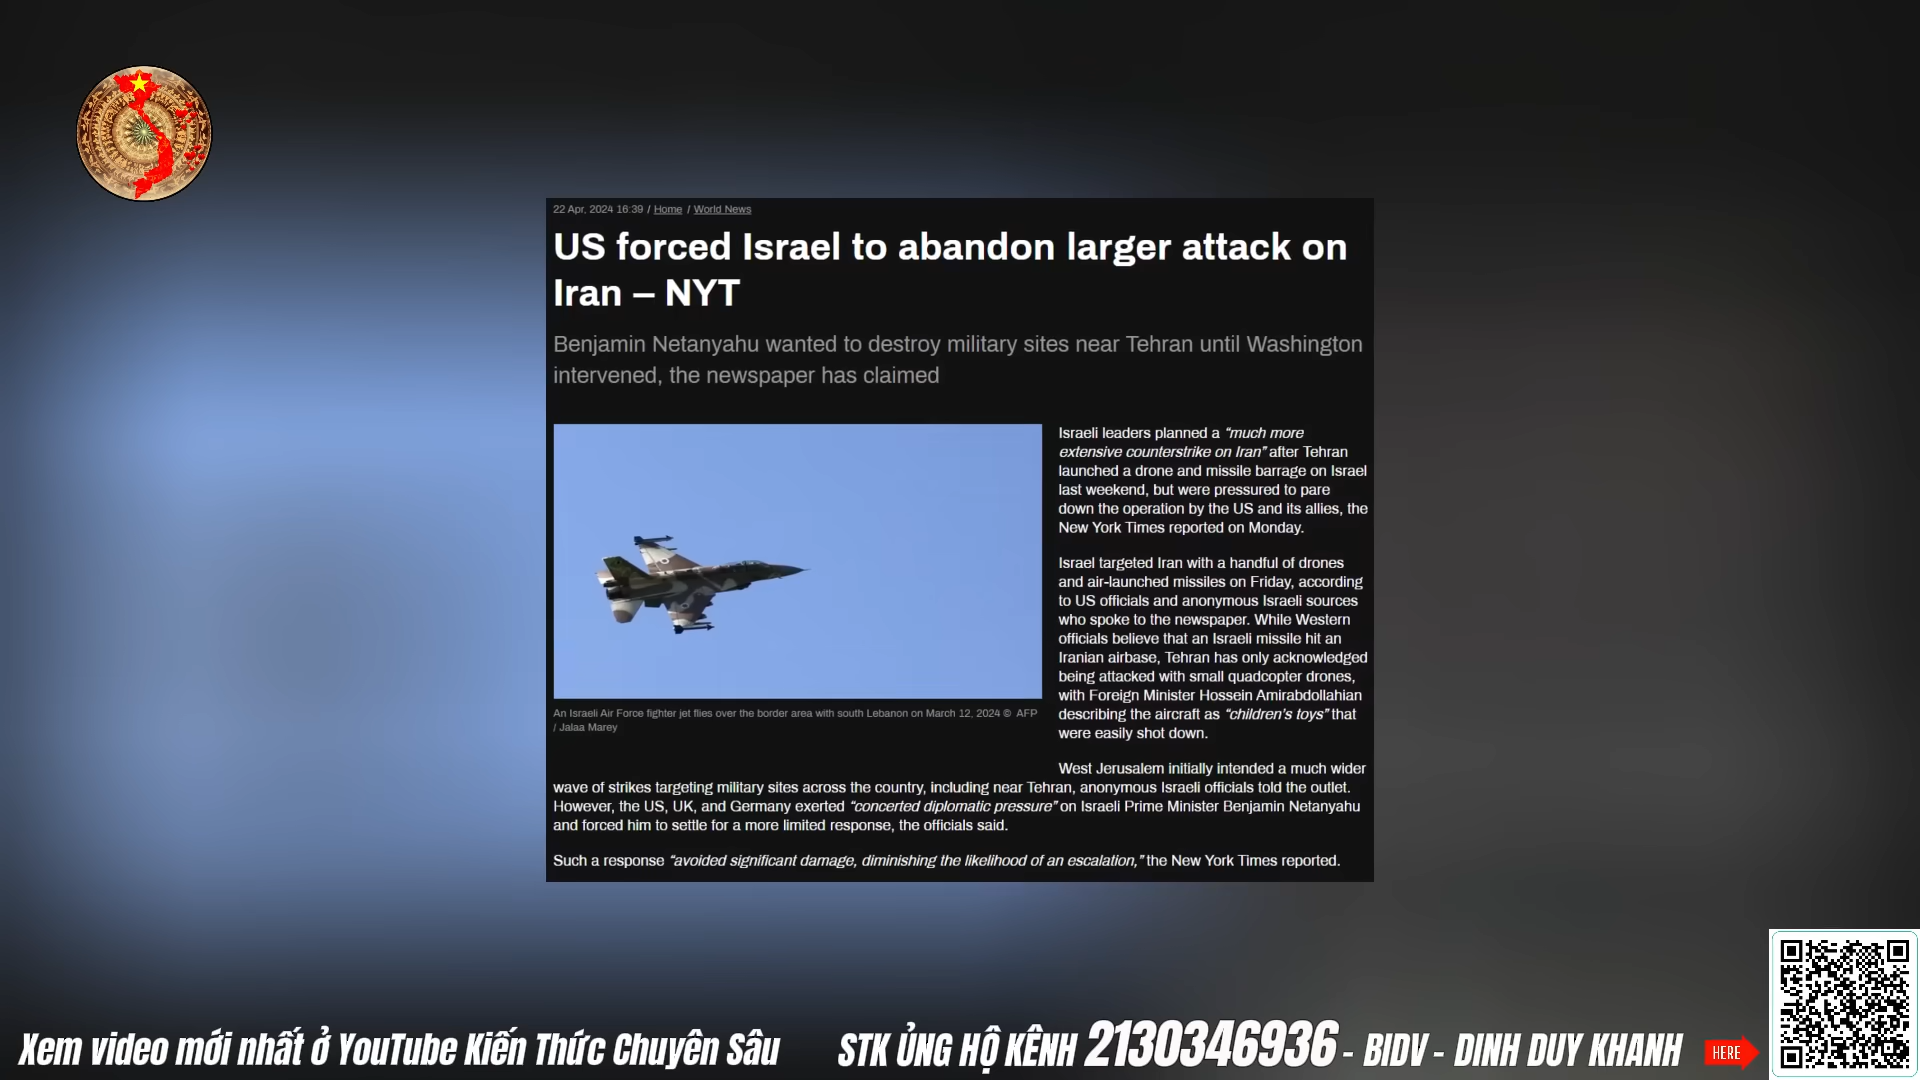 22 Apr, 2024 16:39 / Home / World News
US forced Israel to abandon larger attack on
Iran – NYT
Benjamin Netanyahu wanted to destroy military sites near Tehran until Washington
intervened, the newspaper has claimed
An Israeli Air Force fighter jet flies over the border area with south Lebanon on March 12, 2024 © AFP
/ Jalaa Marey
Israeli leaders planned a “much more
extensive counterstrike on Iran” after Tehran
launched a drone and missile barrage on Israel
last weekend, but were pressured to pare
down the operation by the US and its allies, the
New York Times reported on Monday.
Israel targeted Iran with a handful of drones
and air-launched missiles on Friday, according
to US officials and anonymous Israeli sources
who spoke to the newspaper. While Western
officials believe that an Israeli missile hit an
Iranian airbase, Tehran has only acknowledged
being attacked with small quadcopter drones,
with Foreign Minister Hossein Amirabdollahian
describing the aircraft as “children’s toys” that
were easily shot down.
West Jerusalem initially intended a much wider
wave of strikes targeting military sites across the country, including near Tehran, anonymous Israeli officials told the outlet.
However, the US, UK, and Germany exerted “concerted diplomatic pressure” on Israeli Prime Minister Benjamin Netanyahu
and forced him to settle for a more limited response, the officials said.
Such a response “avoided significant damage, diminishing the likelihood of an escalation,” the New York Times reported.
Xem video mới nhất ở YouTube Kiến Thức Chuyên Sâu
STK ỦNG HỘ KÊNH 2130346936 - BIDV - DINH DUY KHANH
HERE